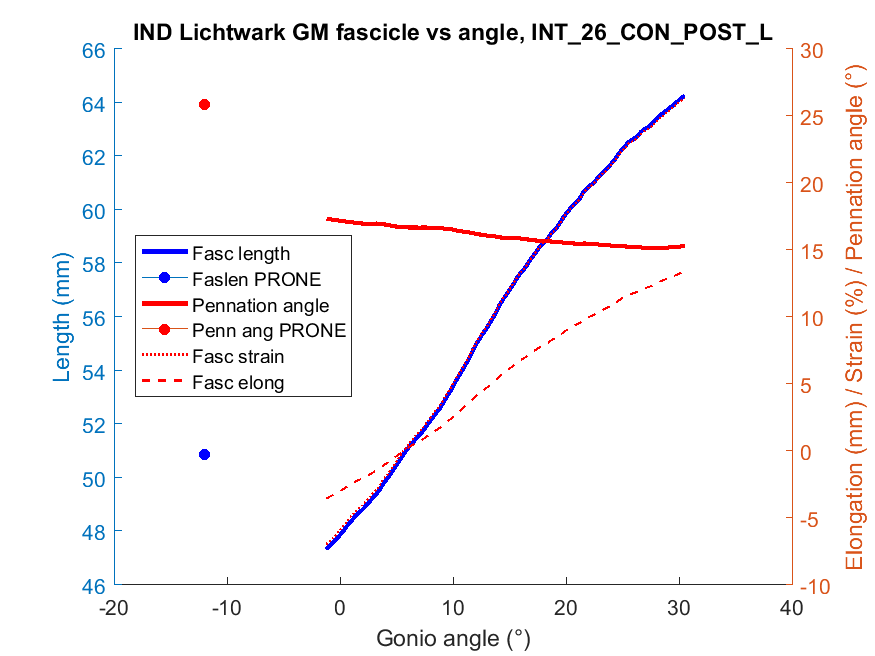 IND Lichtwark GM fascicle vs angle, INT_26_CON_POST_L
66
64
62
60
58
56
54
52
50
48
46
Length (mm)
Fasc length
Faslen PRONE
Pennation angle
Penn ang PRONE
Fasc strain
Fasc elong
30
25
20
15
10
5
0
-5
-10
Elongation (mm) / Strain (%) / Pennation angle (°)
-20 -10 0 10 20 30 40
Gonio angle (°)